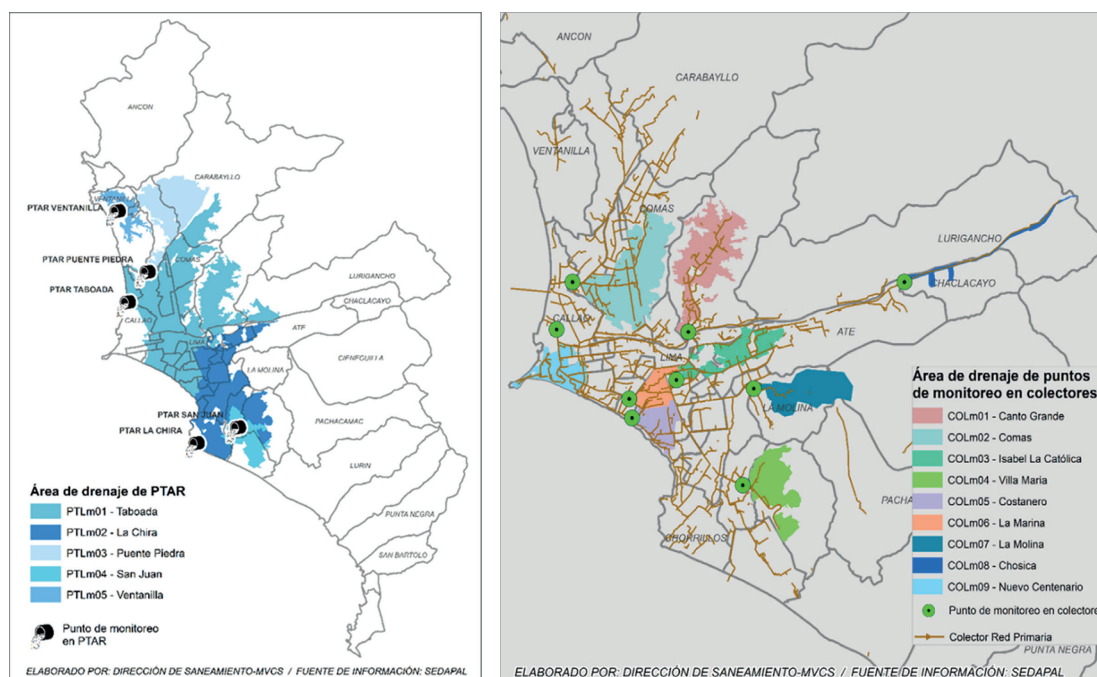 ANCON
CARABAYLLO
VENTANILLA
PTAR VENTANILLA
PTAR PUENTE PIEDRA
COMAS
PTAR TABOADA
LURIGANCHO
CHACLACAYO
CALLAO
LIMA
ATE
CIENEGUILLA
LA MOLINA
PTAR SAN JUAN
PACHACAMAC
PTAR LA CHIRA
LURIN
Área de drenaje de PTAR
PTLm01 - Taboada
PUNTA NEGRA
PTLm02 - La Chira
PTLm03 - Puente Piedra
SAN BARTOLO
PTLm04 - San Juan
PTLm05 - Ventanilla
Punto de monitoreo
en PTAR
ELABORADO POR: DIRECCIÓN DE SANEAMIENTO-MVCS / FUENTE DE INFORMACIÓN: SEDAPAL
ANCON
CARABAYLLO
VENTANILLA
COMAS
LURIGANCHO
CHACLACAYO
CALLAO
ATE
LIMA
LA MOLINA
PACHA
CHORRILLOS
Área de drenaje de puntos
de monitoreo en colectores
COLm01 - Canto Grande
COLm02 - Comas
COLm03 - Isabel La Católica
COLm04 - Villa Maria
COLm05 - Costanero
COLm06 - La Marina
COLm07 - La Molina
COLm08 - Chosica
COLm09 - Nuevo Centenario
Punto de monitoreo en colectore
Colector Red Primaria
PUNTA NEGRA
ELABORADO POR: DIRECCIÓN DE SANEAMIENTO-MVCS / FUENTE DE INFORMACIÓN: SEDAPAL